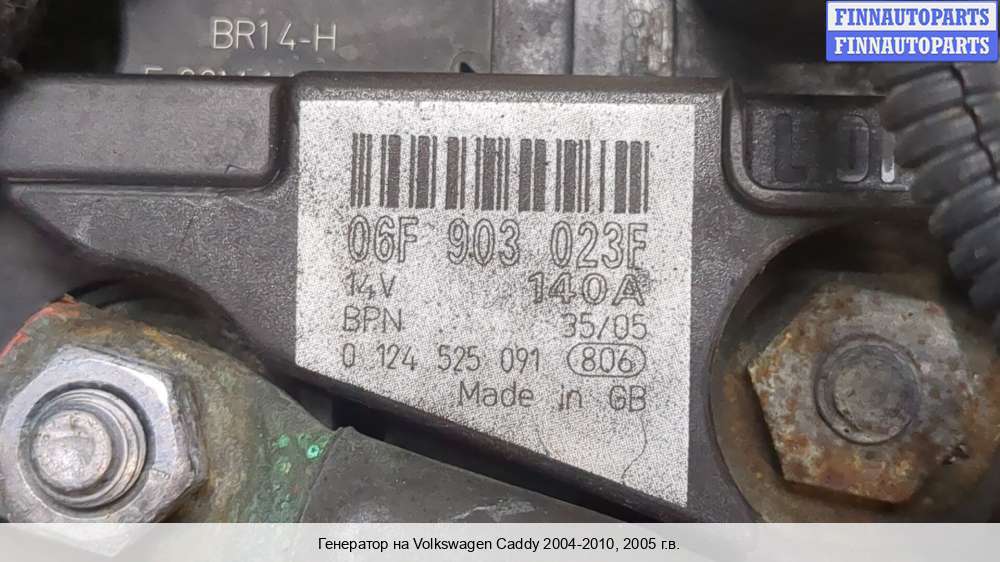 FINNAUTOPARTS
FINNAUTOPARTS
BR14-H
06F 903 023F
14V 140A
BPN 35/05
0 124 525 091 806
Made in GB
Генератор на Volkswagen Caddy 2004-2010, 2005 г.в.